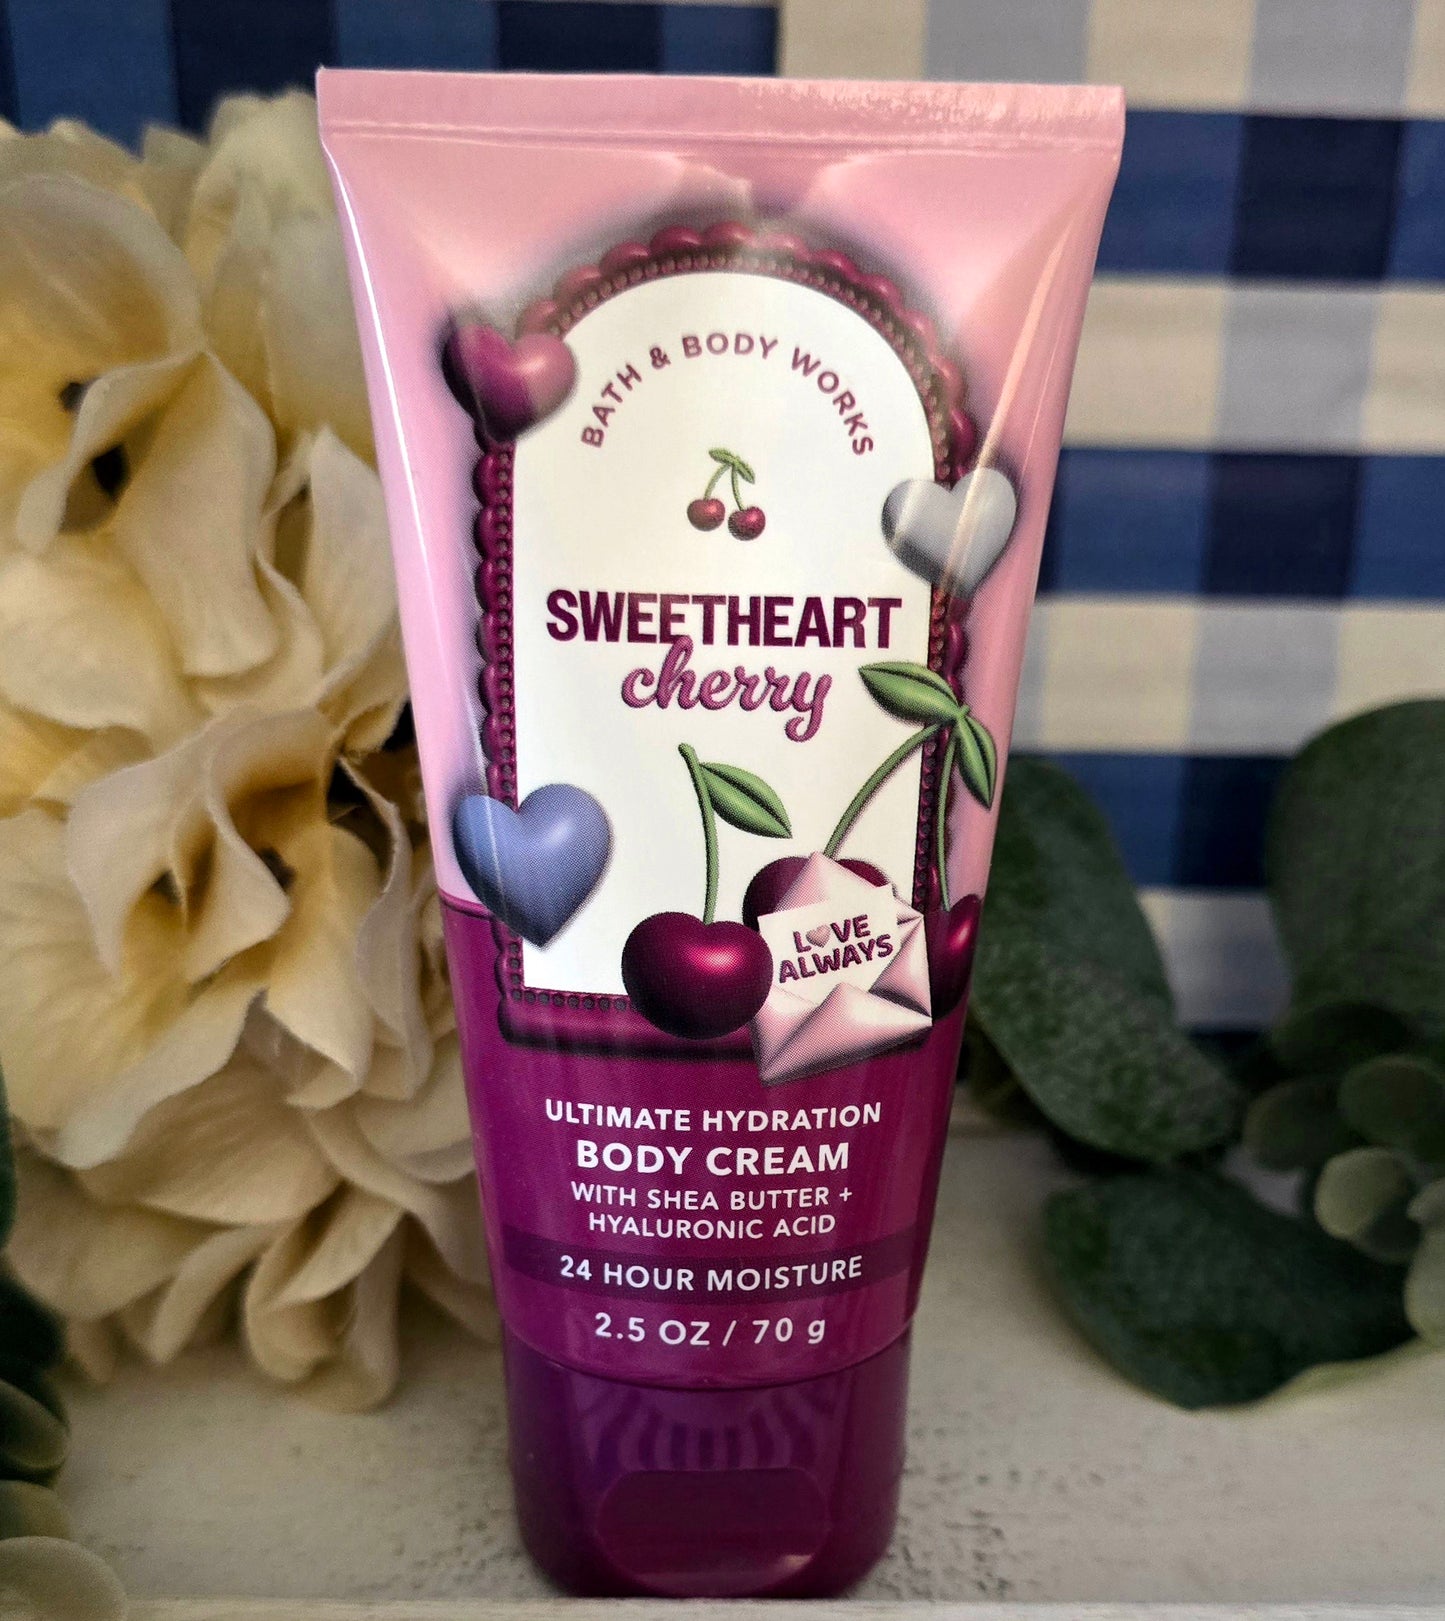 BATH & BODY WORKS
SWEETHEART
cherry
LOVE
ALWAYS
ULTIMATE HYDRATION
BODY CREAM
WITH SHEA BUTTER +
HYALURONIC ACID
24 HOUR MOISTURE
2.5 OZ / 70 g